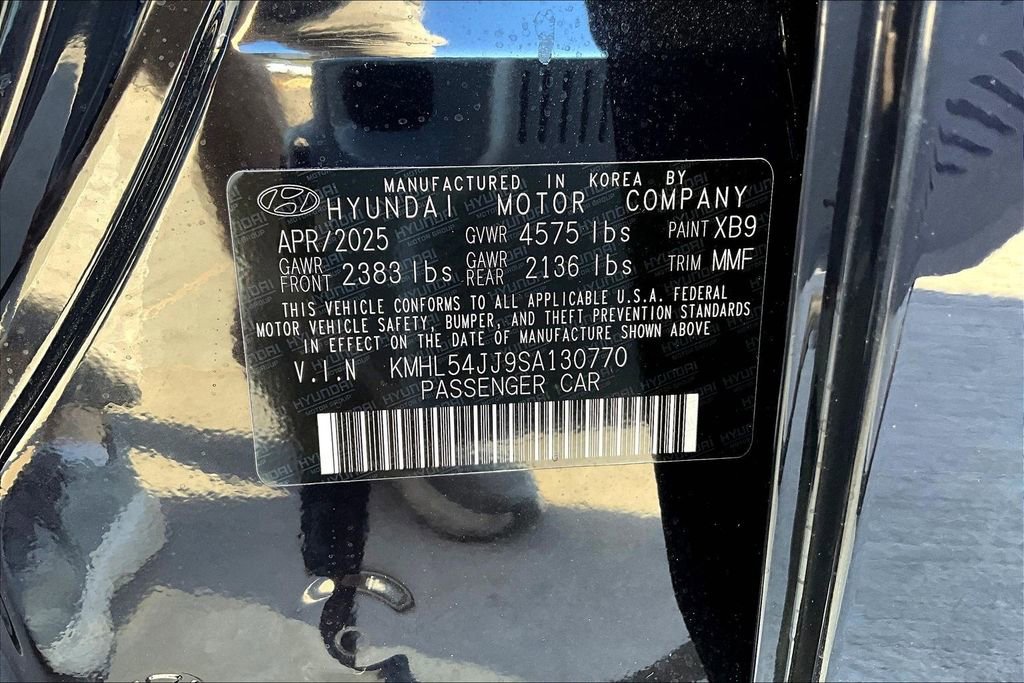 MANUFACTURED IN KOREA BY
HYUNDAI MOTOR COMPANY
APR/2025 GVWR 4575 lbs PAINT XB9
GAWR FRONT 2383 lbs GAWR REAR 2136 lbs TRIM MMF
THIS VEHICLE CONFORMS TO ALL APPLICABLE U.S.A. FEDERAL
MOTOR VEHICLE SAFETY, BUMPER, AND THEFT PREVENTION STANDARDS
IN EFFECT ON THE DATE OF MANUFACTURE SHOWN ABOVE
V.I.N KMHL54JJ9SA130770
PASSENGER CAR